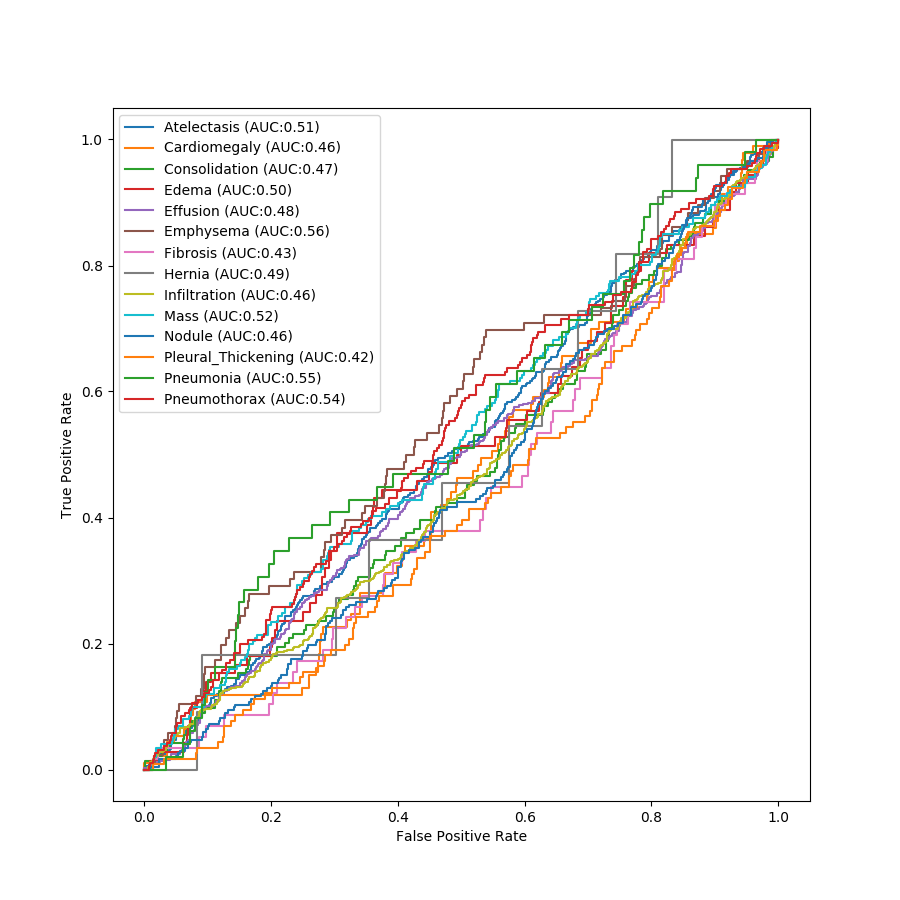 Atelectasis (AUC:0.51)
Cardiomegaly (AUC:0.46)
Consolidation (AUC:0.47)
Edema (AUC:0.50)
Effusion (AUC:0.48)
Emphysema (AUC:0.56)
Fibrosis (AUC:0.43)
Hernia (AUC:0.49)
Infiltration (AUC:0.46)
Mass (AUC:0.52)
Nodule (AUC:0.46)
Pleural_Thickening (AUC:0.42)
Pneumonia (AUC:0.55)
Pneumothorax (AUC:0.54)
1.0
0.8
0.6
0.4
0.2
0.0
True Positive Rate
0.0 0.2 0.4 0.6 0.8 1.0
False Positive Rate